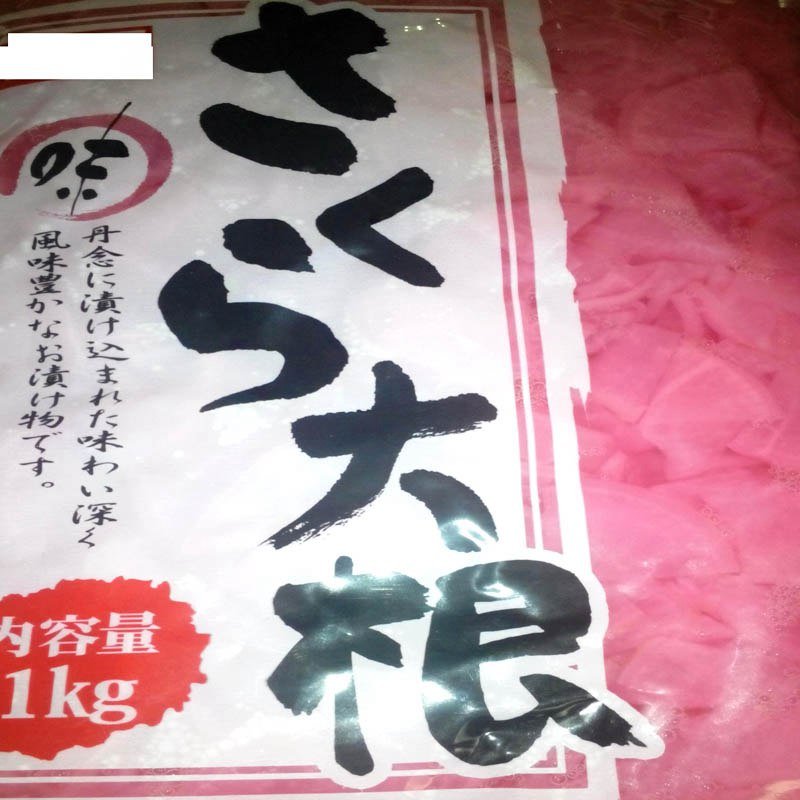 さくら大根
味
丹念に漬け込まれた味わい深く
風味豊かなお漬け物です。
内容量
1kg